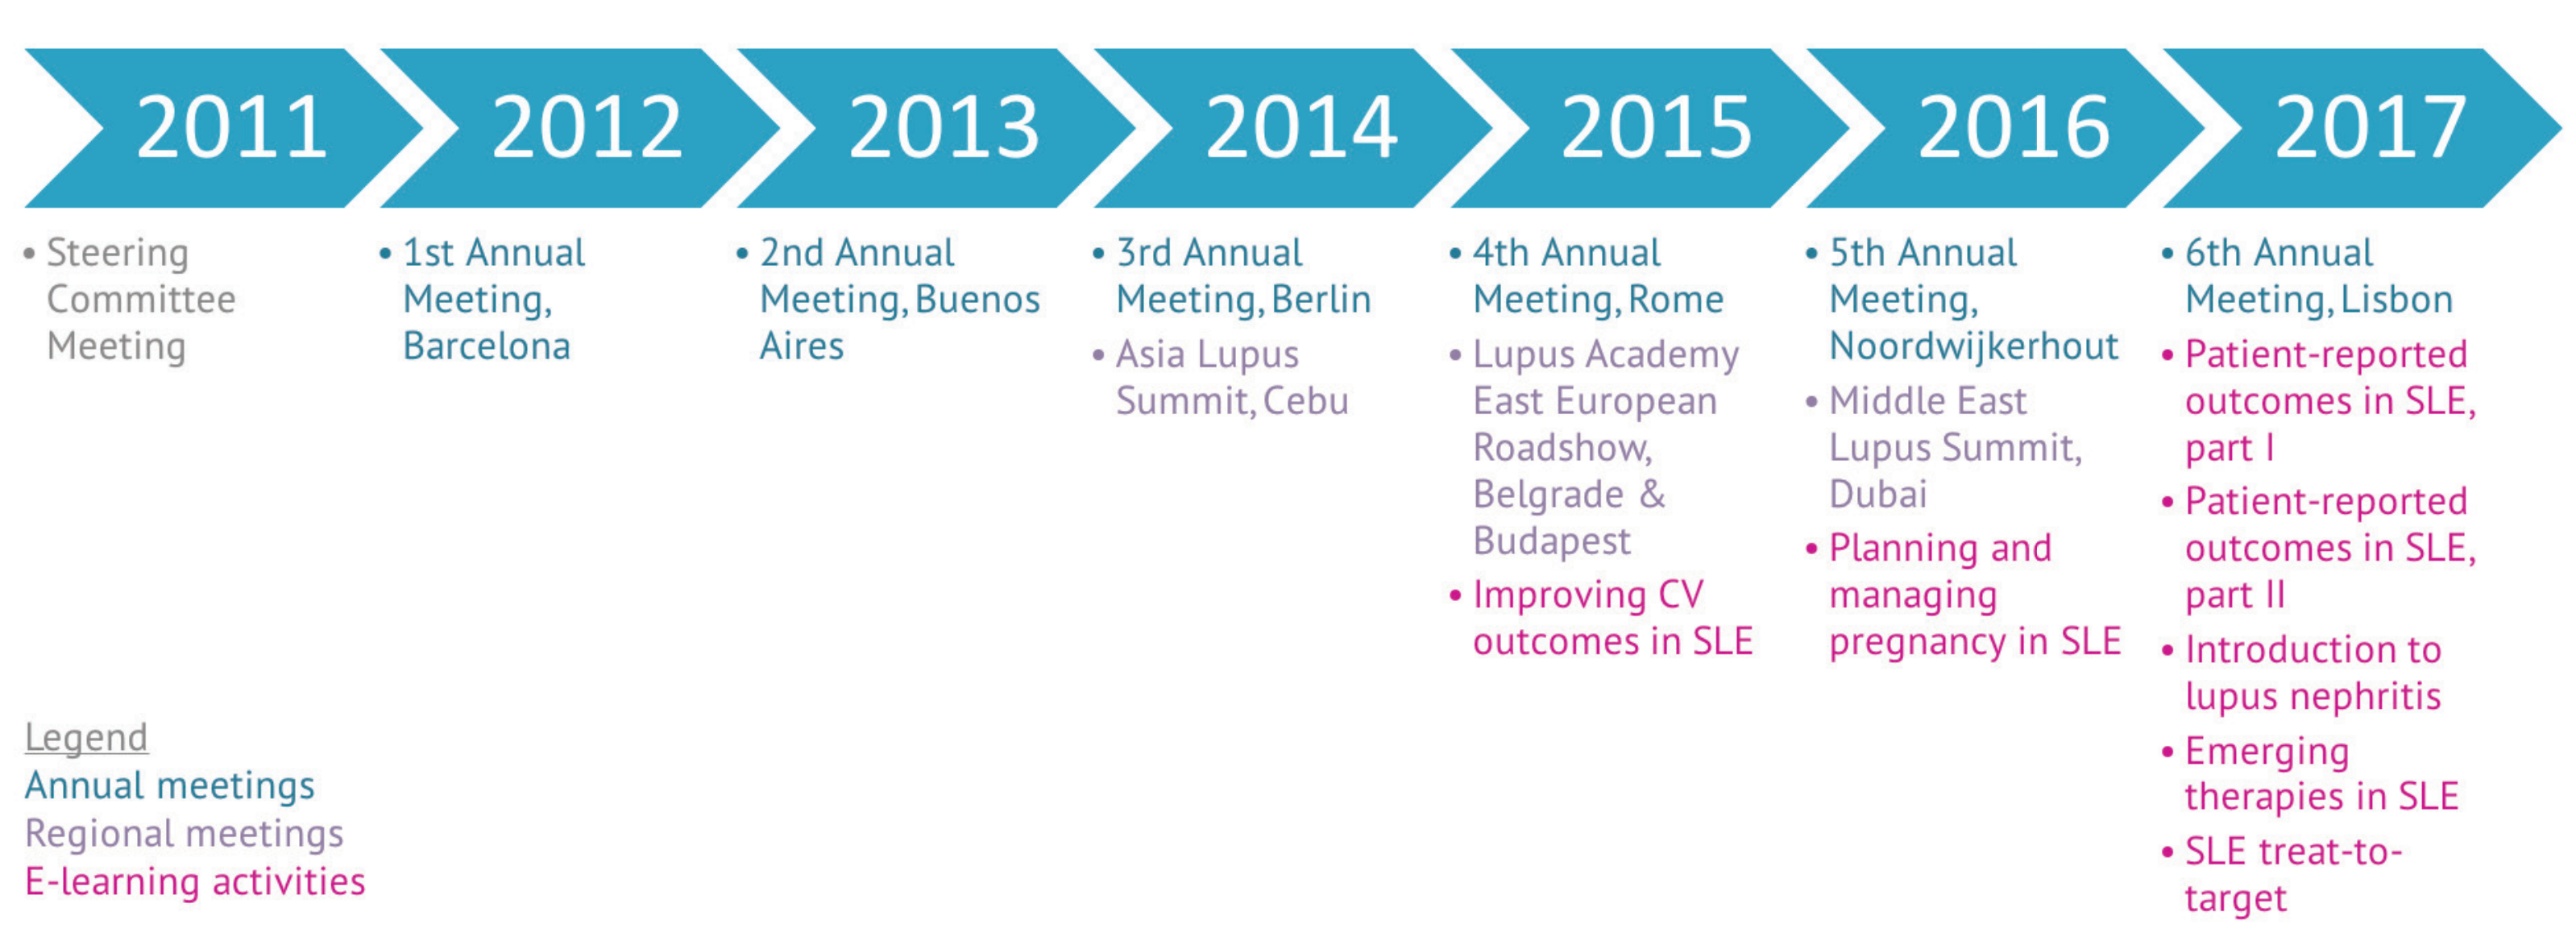 2011
2012
2013
2014
2015
2016
2017
• Steering
Committee
Meeting
• 1st Annual
Meeting,
Barcelona
• 2nd Annual
Meeting, Buenos
Aires
• 3rd Annual
Meeting, Berlin
• Asia Lupus
Summit, Cebu
• 4th Annual
Meeting, Rome
• Lupus Academy
East European
Roadshow,
Belgrade &
Budapest
• Improving CV
outcomes in SLE
• 5th Annual
Meeting,
Noordwijkerhout
• Middle East
Lupus Summit,
Dubai
• Planning and
managing
pregnancy in SLE
• 6th Annual
Meeting, Lisbon
• Patient-reported
outcomes in SLE,
part I
• Patient-reported
outcomes in SLE,
part II
• Introduction to
lupus nephritis
• Emerging
therapies in SLE
• SLE treat-to-
target
Legend
Annual meetings
Regional meetings
E-learning activities